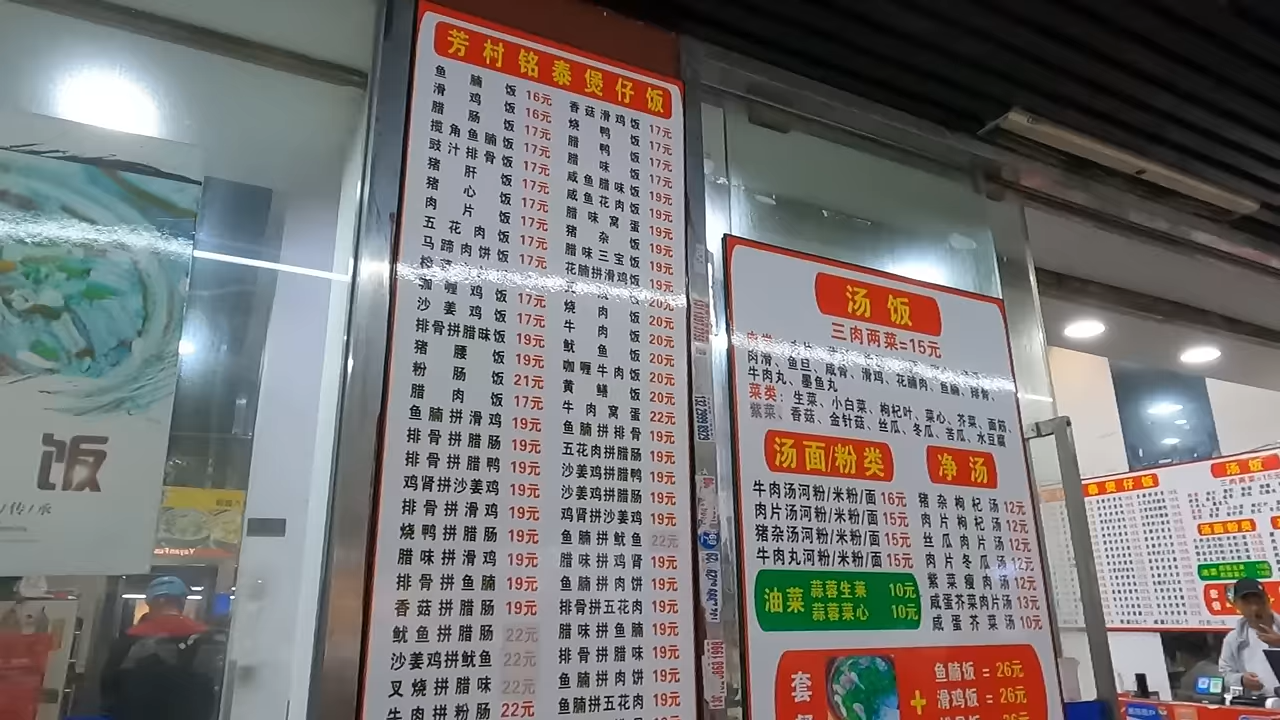 芳村铭泰煲仔饭
鱼腩饭 16元
滑鸡饭 16元
腊肠饭 17元
揽角鱼腩饭 17元
豉汁排骨饭 17元
猪肝饭 17元
猪心饭 17元
肉片饭 17元
五花肉饭 17元
马蹄肉饼饭 17元
咖喱鸡饭 17元
沙姜鸡饭 17元
排骨拼腊味饭 19元
猪腰饭 19元
粉肠饭 21元
腊肉饭 17元
鱼腩拼滑鸡 19元
排骨拼腊肠 19元
排骨拼腊鸭 19元
鸡肾拼沙姜鸡 19元
排骨拼滑鸡 19元
烧鸭拼腊肠 19元
腊味拼滑鸡 19元
排骨拼鱼腩 19元
香菇拼腊肠 19元
鱿鱼拼腊肠 22元
沙姜鸡拼鱿鱼 22元
叉烧拼腊味 22元
牛肉拼粉肠 22元
香菇滑鸡饭 17元
烧鸭饭 17元
腊鸭饭 17元
腊味饭 17元
咸鱼腊味饭 19元
咸鱼花肉饭 19元
腊味窝蛋 19元
猪杂饭 19元
腊味三宝饭 19元
花腩拼滑鸡饭 19元
烧肉饭 20元
牛肉饭 20元
鱿鱼饭 20元
咖喱牛肉饭 20元
黄鳝饭 20元
牛肉窝蛋 22元
鱼腩拼排骨 19元
五花肉拼腊肠 19元
沙姜鸡拼腊鸭 19元
沙姜鸡拼腊肠 19元
鸡肾拼沙姜鸡 19元
鱼腩拼鱿鱼 22元
腊味拼鸡肾 19元
鱼腩拼肉饼 19元
排骨拼五花肉 19元
腊味拼鱼腩 19元
排骨拼腊味 19元
鱼腩拼肉饼 19元
鱼腩拼五花肉 19元
汤饭
三肉两菜=15元
肉滑、鱼旦、咸骨、滑鸡、花腩肉、鱼腩、排骨、
牛肉丸、墨鱼丸
菜类：生菜、小白菜、枸杞叶、菜心、芥菜、面筋、
紫菜、香菇、金针菇、丝瓜、冬瓜、苦瓜、水豆腐
汤面/粉类
牛肉汤河粉/米粉/面 16元
肉片汤河粉/米粉/面 15元
猪杂汤河粉/米粉/面 15元
牛肉丸河粉/米粉/面 15元
净汤
猪杂枸杞汤 12元
肉片枸杞汤 12元
丝瓜肉片汤 12元
肉片冬瓜汤 12元
紫菜瘦肉汤 12元
咸蛋芥菜肉片汤 13元
咸蛋芥菜汤 10元
油菜
蒜蓉生菜 10元
蒜蓉菜心 10元
套
鱼腩饭 = 26元
+ 滑鸡饭 = 26元
饭
/传/承
泰煲仔饭
汤饭
汤面/粉类
油菜
套